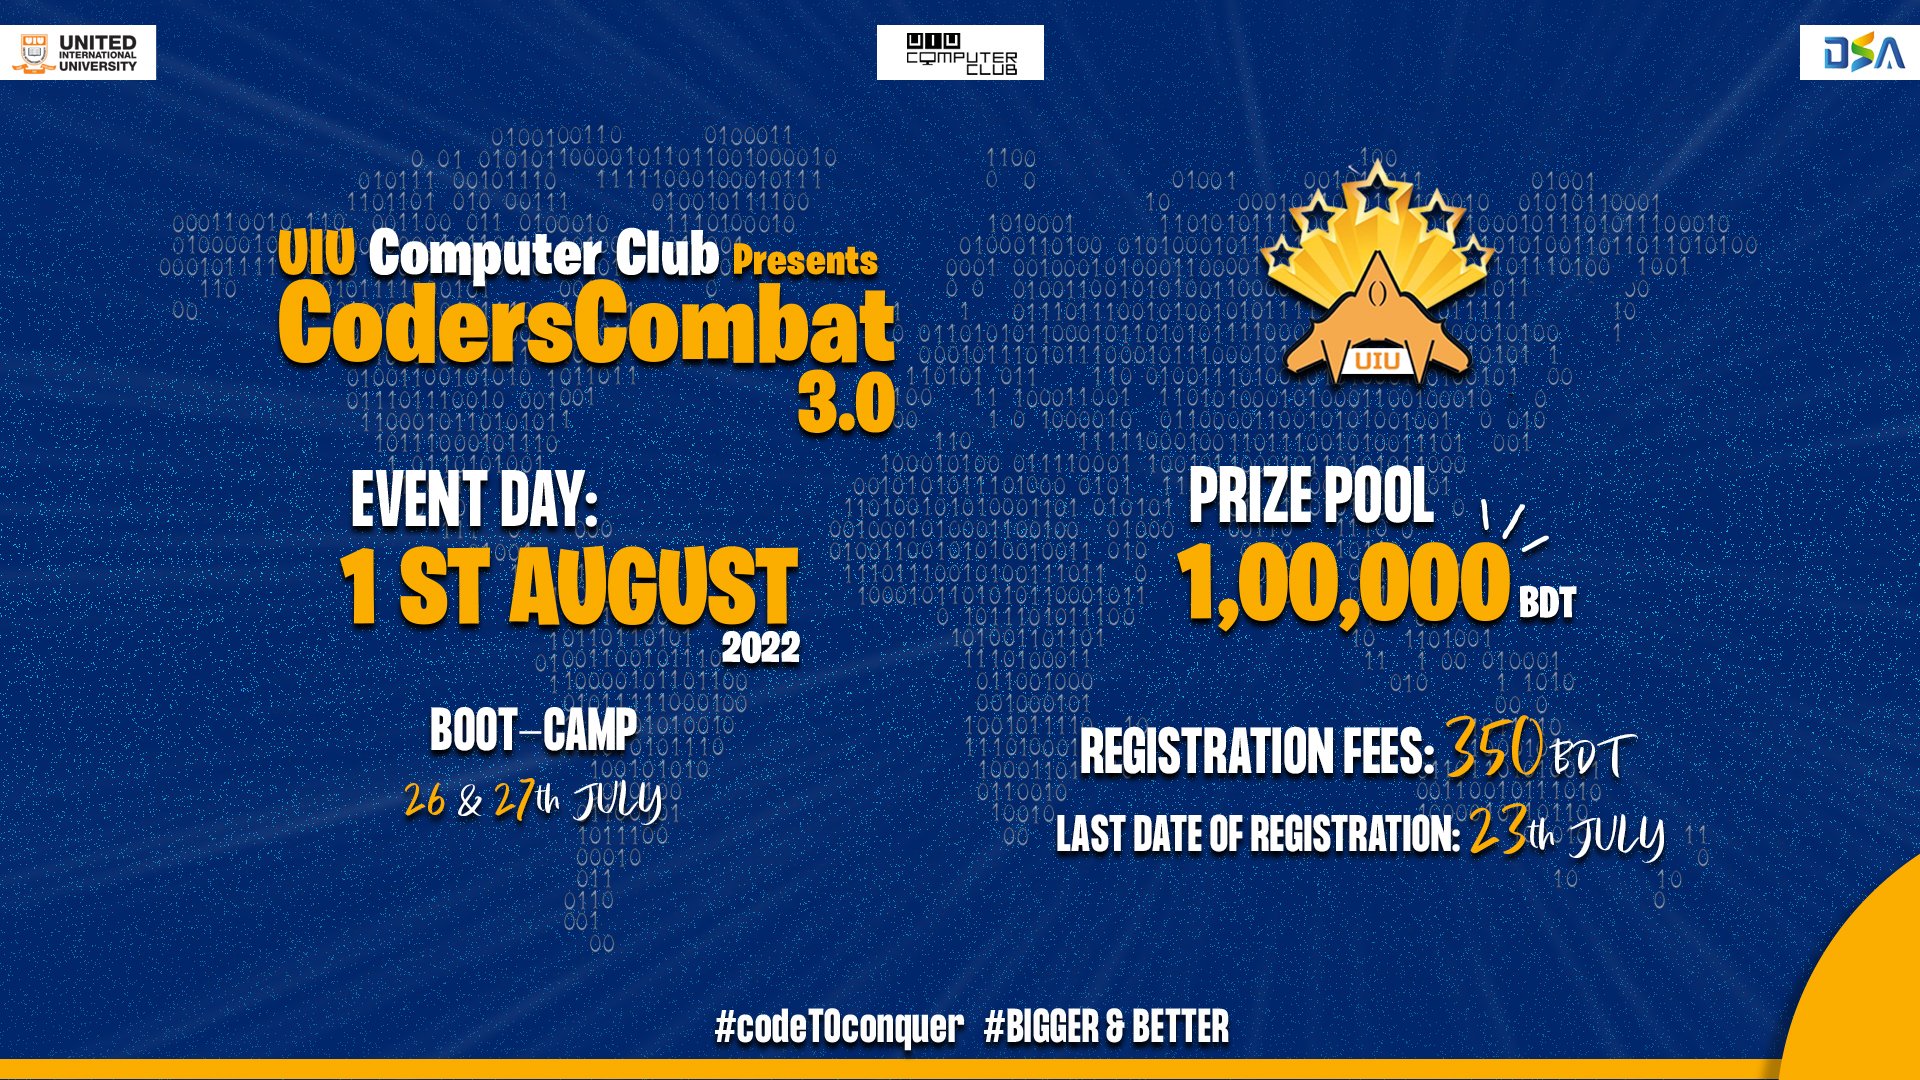 UNITED
INTERNATIONAL
UNIVERSITY
UIU
COMPUTER
CLUB
DSA
UIU Computer Club Presents
CodersCombat
3.0
EVENT DAY:
1 ST AUGUST
2022
BOOT-CAMP
26 & 27th JULY
UIU
PRIZE POOL
1,00,000 BDT
REGISTRATION FEES: 350 BDT
LAST DATE OF REGISTRATION: 23th JULY
#codeTOconquer #BIGGER & BETTER